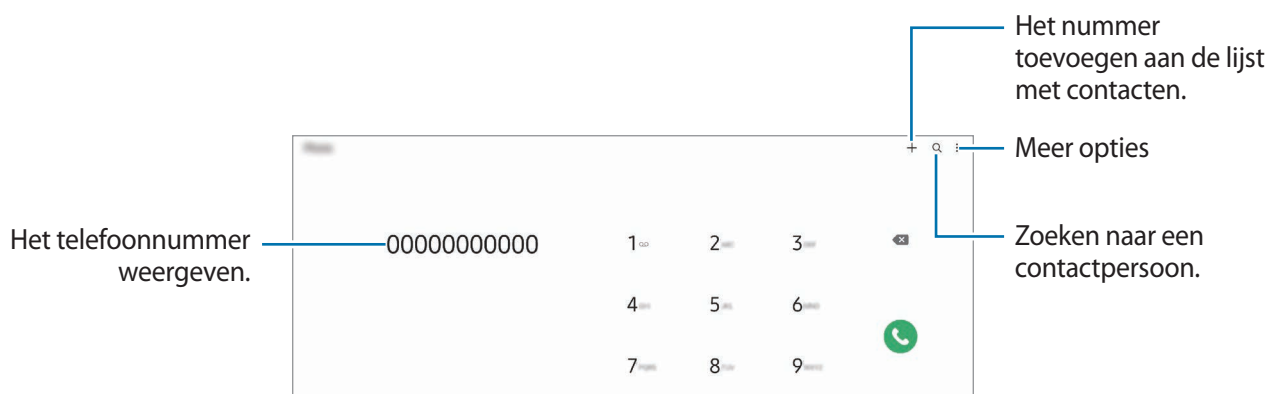 Het nummer
toevoegen aan de lijst
met contacten.
Meer opties
Het telefoonnummer
weergeven.
00000000000
1 2 3
Zoeken naar een
contactpersoon.
4 5 6
7 8 9